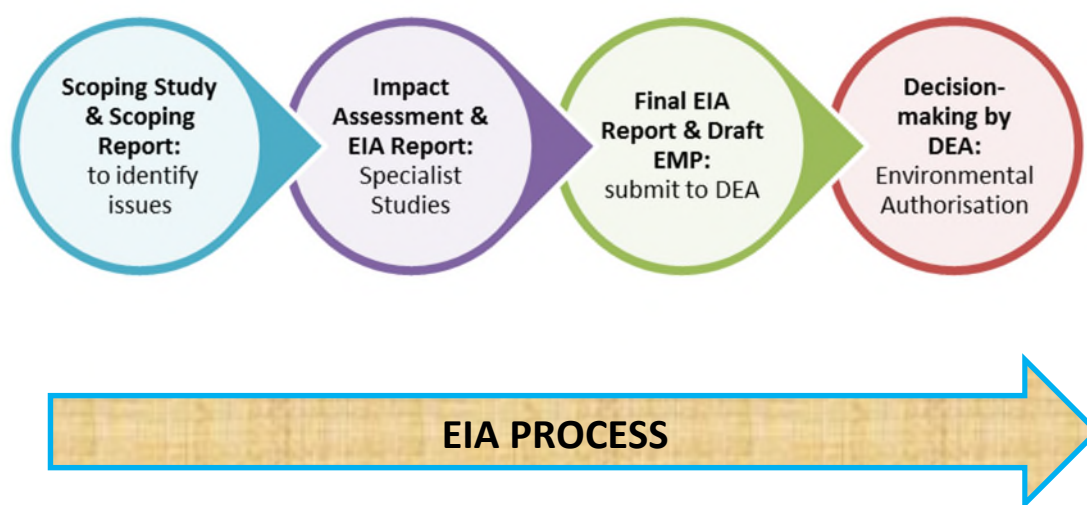 Scoping Study
& Scoping
Report:
to identify
issues
Impact
Assessment &
EIA Report:
Specialist
Studies
Final EIA
Report & Draft
EMP:
submit to DEA
Decision-
making by
DEA:
Environmental
Authorisation
EIA PROCESS